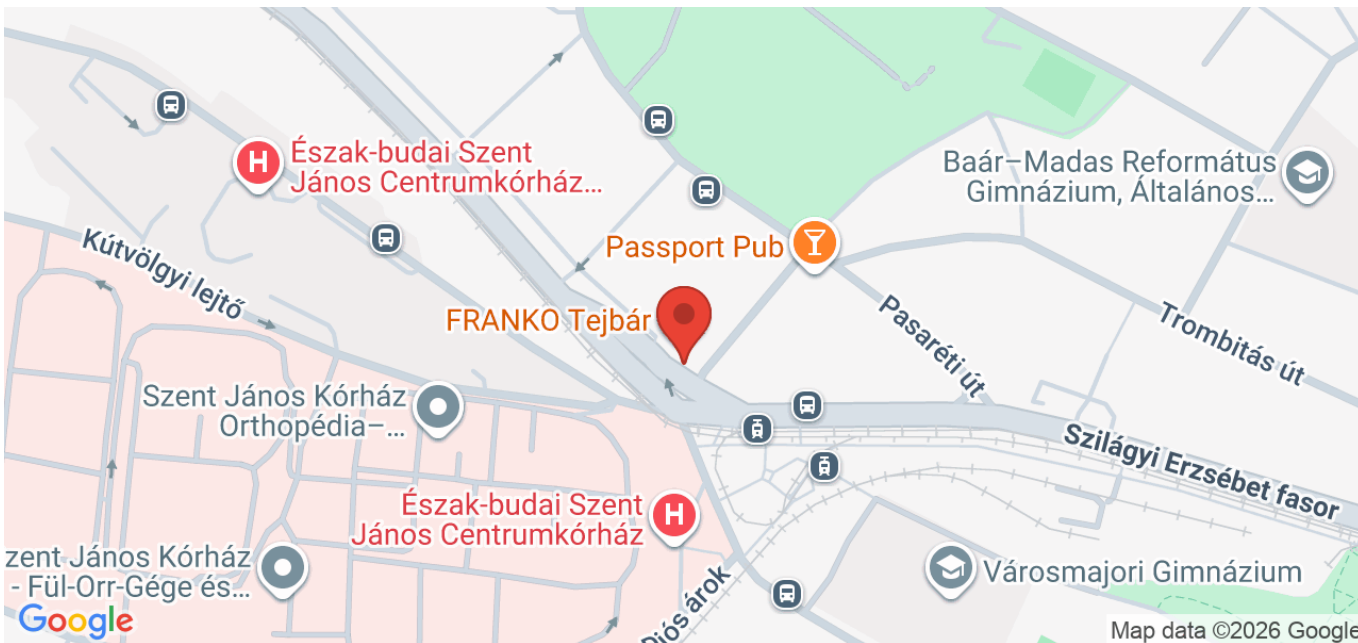 Észak-budai Szent
János Centrumkórház...
Baár–Madas Református
Gimnázium, Általános...
Kútvölgyi lejtő
Passport Pub
FRANKO Tejbár
Pasaréti út
Trombitás út
Szent János Kórház
Orthopédia–...
Szilágyi Erzsébet fasor
Észak-budai Szent
János Centrumkórház
zent János Kórház
- Fül-Orr-Gége és...
Városmajori Gimnázium
Diós árok
Google
Map data ©2026 Google